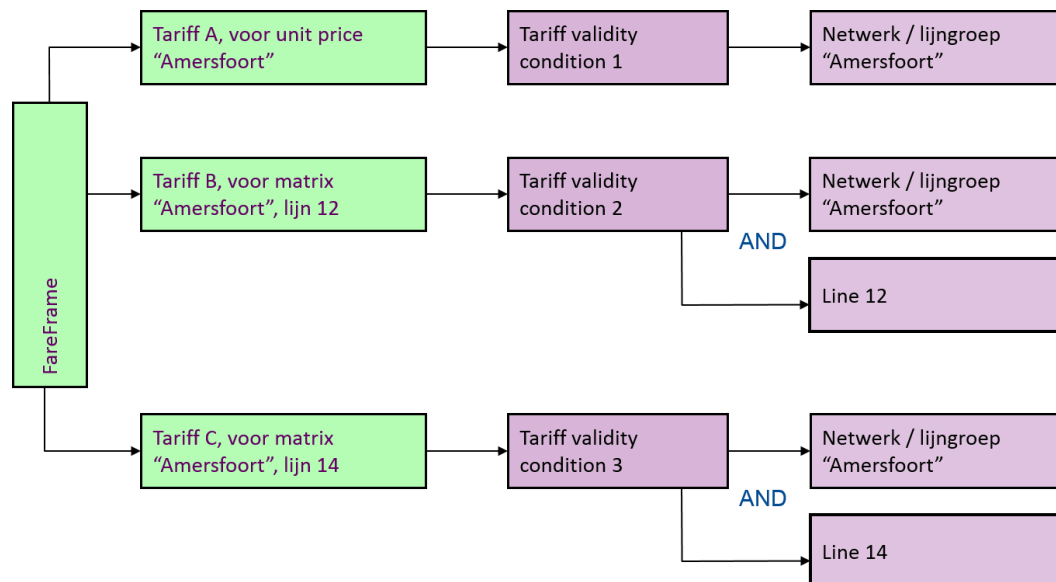 Tariff A, voor unit price
“Amersfoort”
Tariff validity
condition 1
Netwerk / lijngroep
“Amersfoort”
FareFrame
Tariff B, voor matrix
“Amersfoort”, lijn 12
Tariff validity
condition 2
Netwerk / lijngroep
“Amersfoort”
AND
Line 12
Tariff C, voor matrix
“Amersfoort”, lijn 14
Tariff validity
condition 3
Netwerk / lijngroep
“Amersfoort”
AND
Line 14